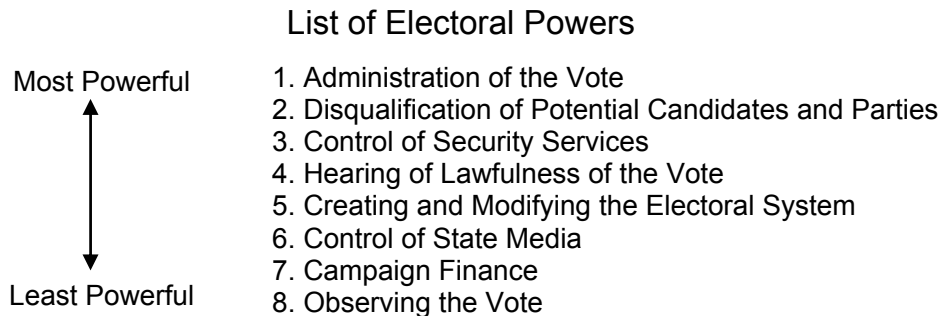 List of Electoral Powers
Most Powerful
1. Administration of the Vote
2. Disqualification of Potential Candidates and Parties
3. Control of Security Services
4. Hearing of Lawfulness of the Vote
5. Creating and Modifying the Electoral System
6. Control of State Media
7. Campaign Finance
Least Powerful
8. Observing the Vote